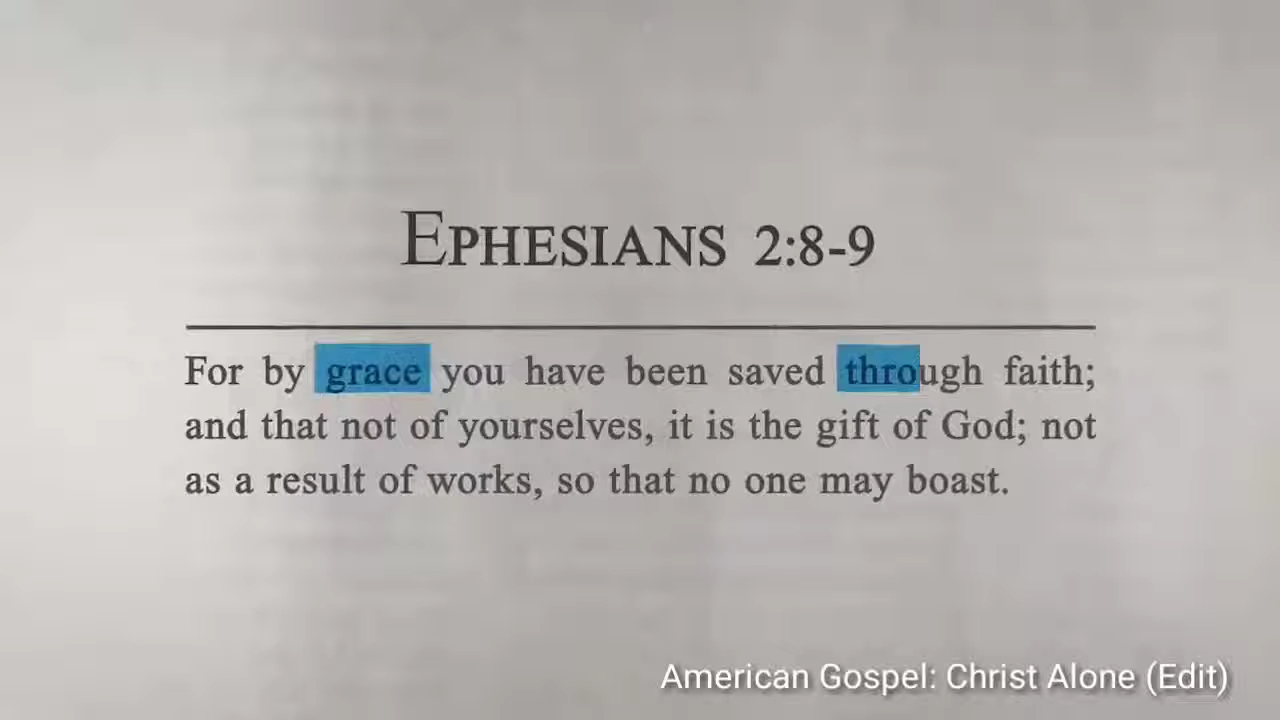 EPHESIANS 2:8-9
For by grace you have been saved through faith;
and that not of yourselves, it is the gift of God; not
as a result of works, so that no one may boast.
American Gospel: Christ Alone (Edit)